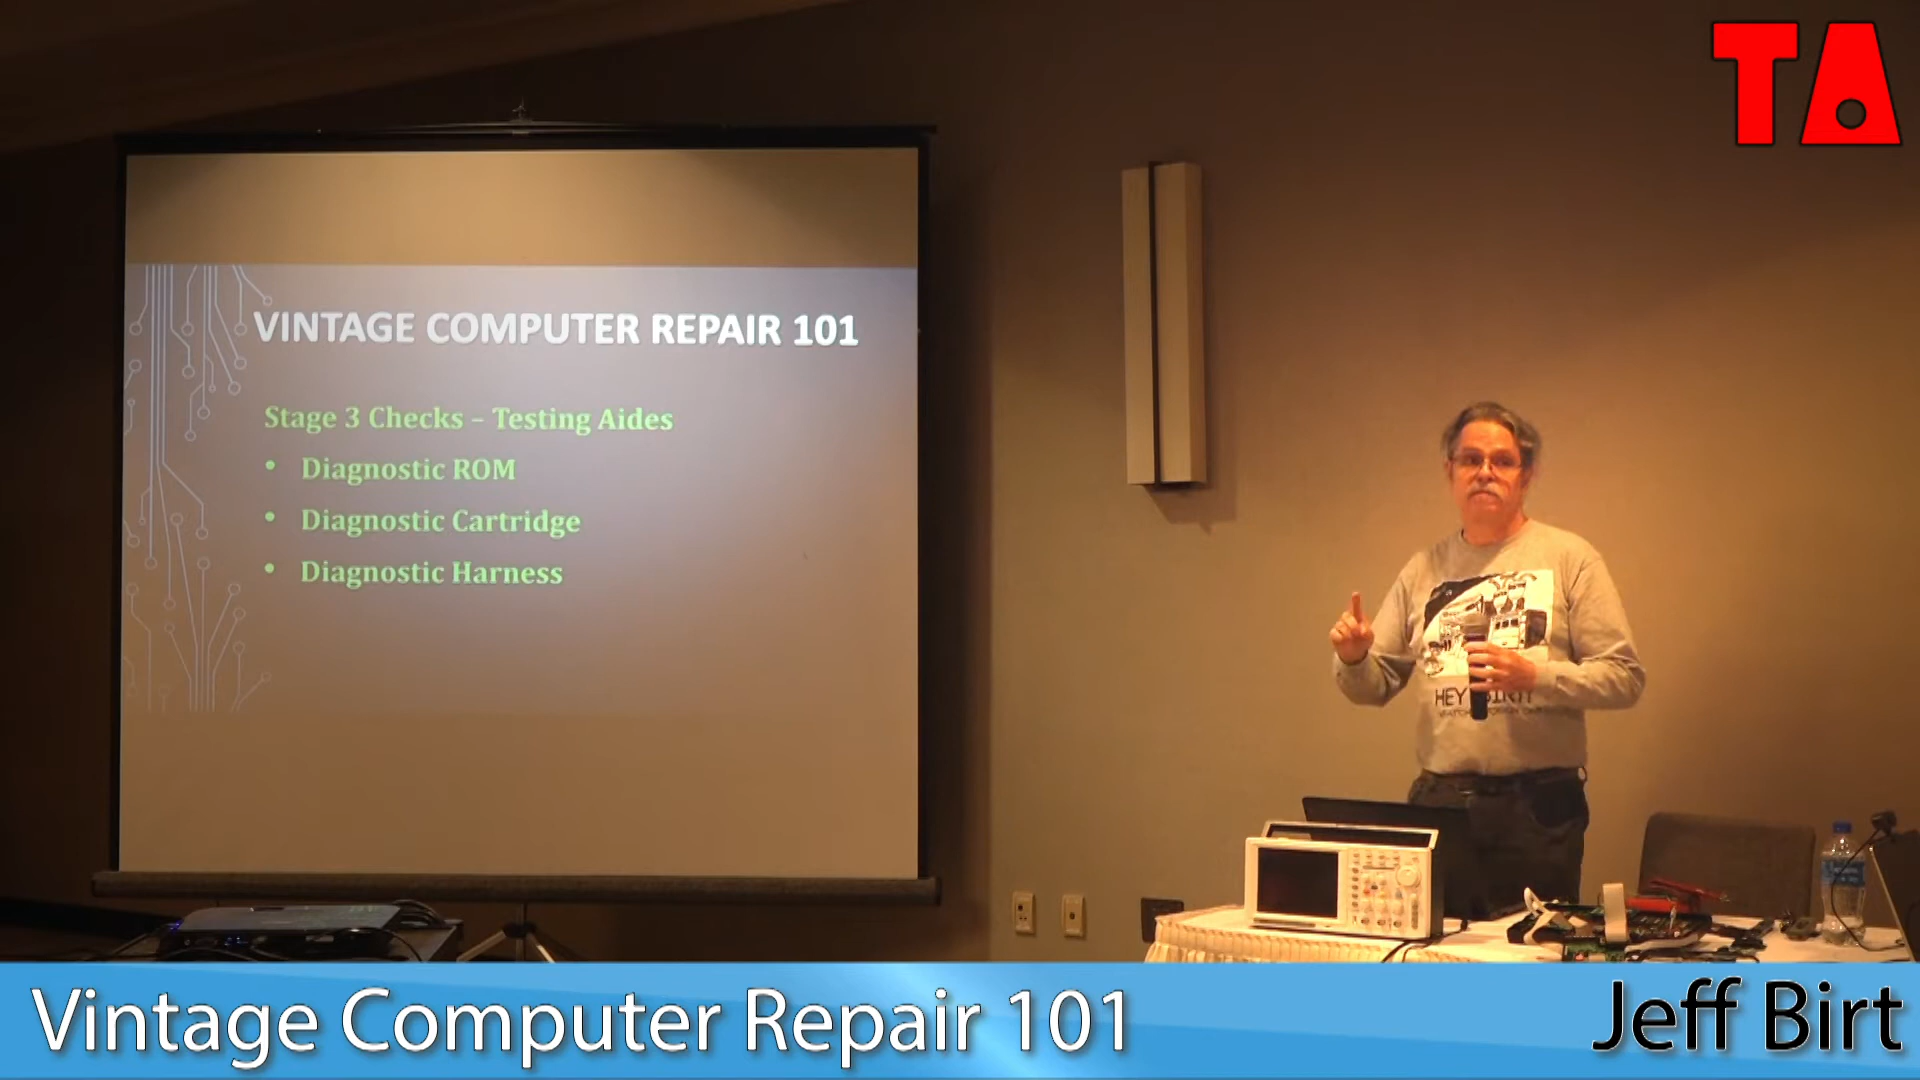 TA
VINTAGE COMPUTER REPAIR 101
Stage 3 Checks – Testing Aides
• Diagnostic ROM
• Diagnostic Cartridge
• Diagnostic Harness
HEY BIRT!
Vintage Computer Repair 101
Jeff Birt